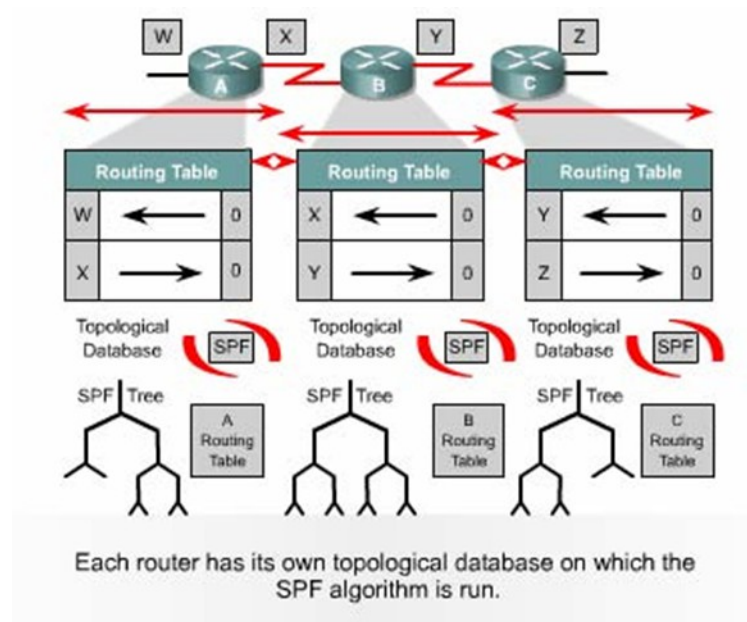 W X Y Z
A B C
Routing Table Routing Table Routing Table
W 0 X 0 Y 0
X 0 Y 0 Z 0
Topological Database SPF Topological Database SPF Topological Database SPF
SPF Tree SPF Tree SPF Tree
A Routing Table B Routing Table C Routing Table
Each router has its own topological database on which the
SPF algorithm is run.